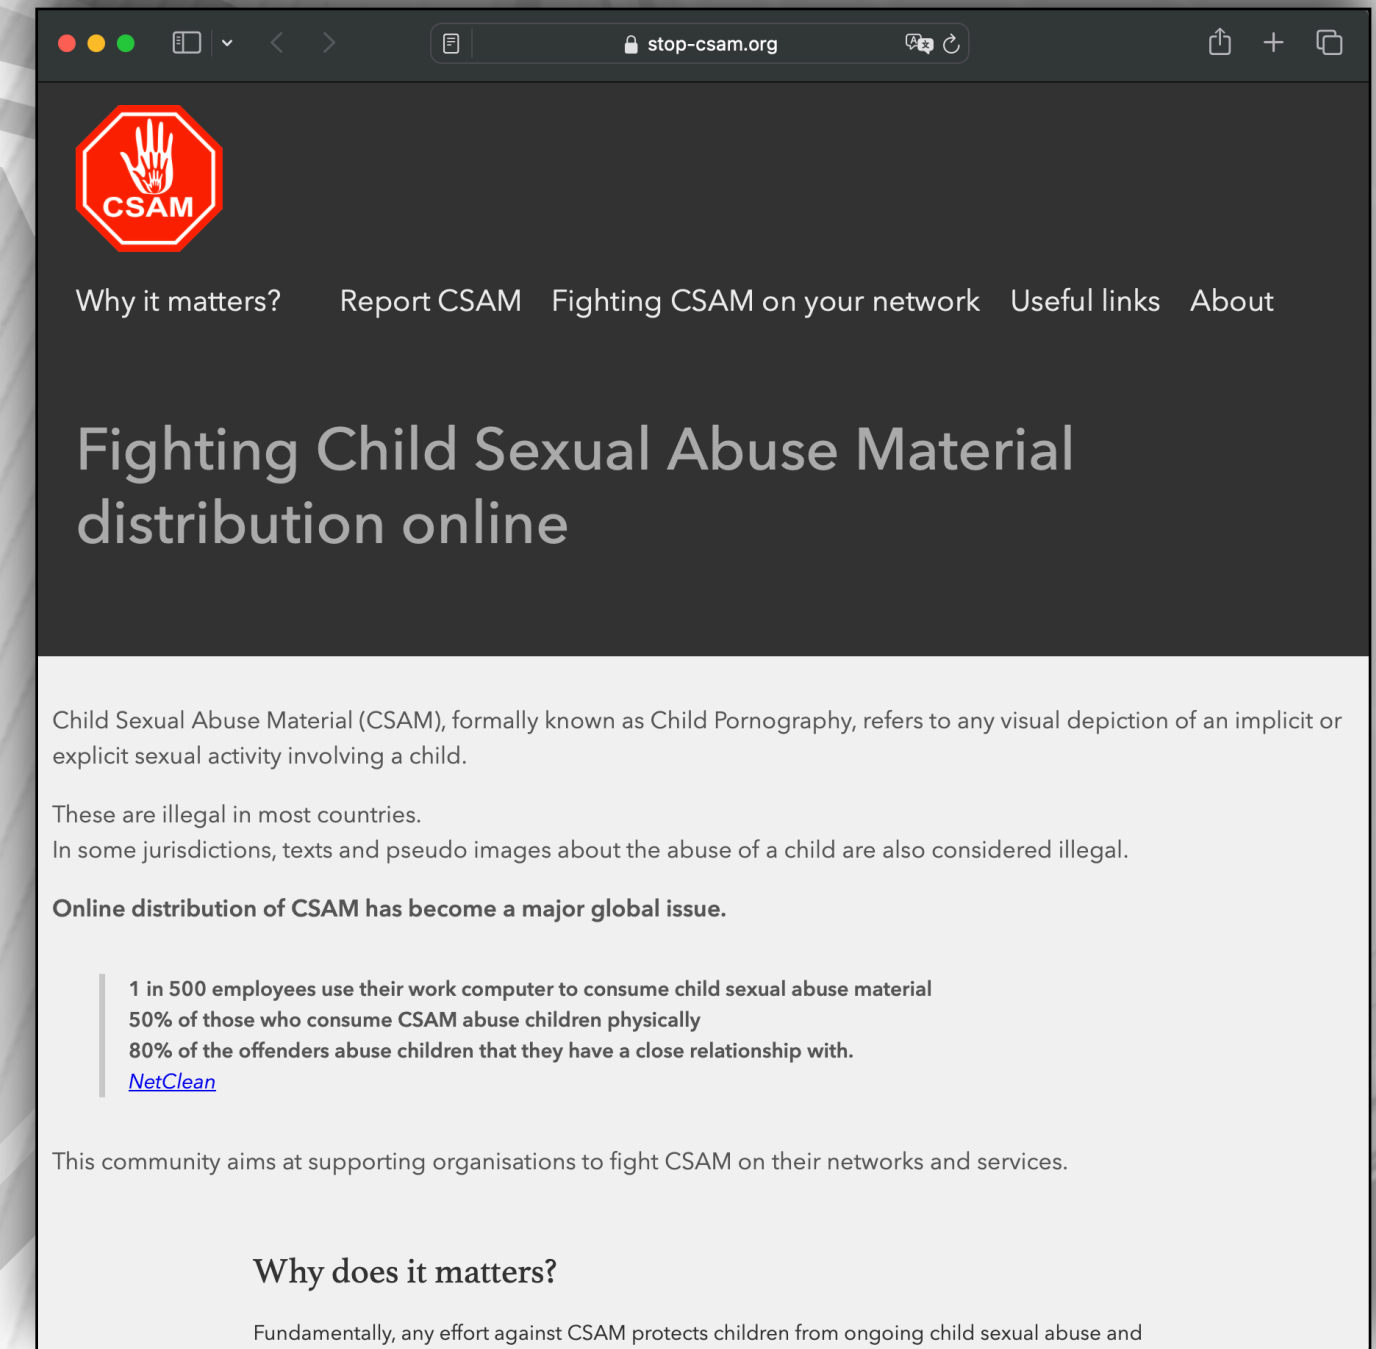 stop-csam.org
CSAM
Why it matters? Report CSAM Fighting CSAM on your network Useful links About
Fighting Child Sexual Abuse Material
distribution online
Child Sexual Abuse Material (CSAM), formally known as Child Pornography, refers to any visual depiction of an implicit or
explicit sexual activity involving a child.
These are illegal in most countries.
In some jurisdictions, texts and pseudo images about the abuse of a child are also considered illegal.
Online distribution of CSAM has become a major global issue.
1 in 500 employees use their work computer to consume child sexual abuse material
50% of those who consume CSAM abuse children physically
80% of the offenders abuse children that they have a close relationship with.
NetClean
This community aims at supporting organisations to fight CSAM on their networks and services.
Why does it matters?
Fundamentally, any effort against CSAM protects children from ongoing child sexual abuse and